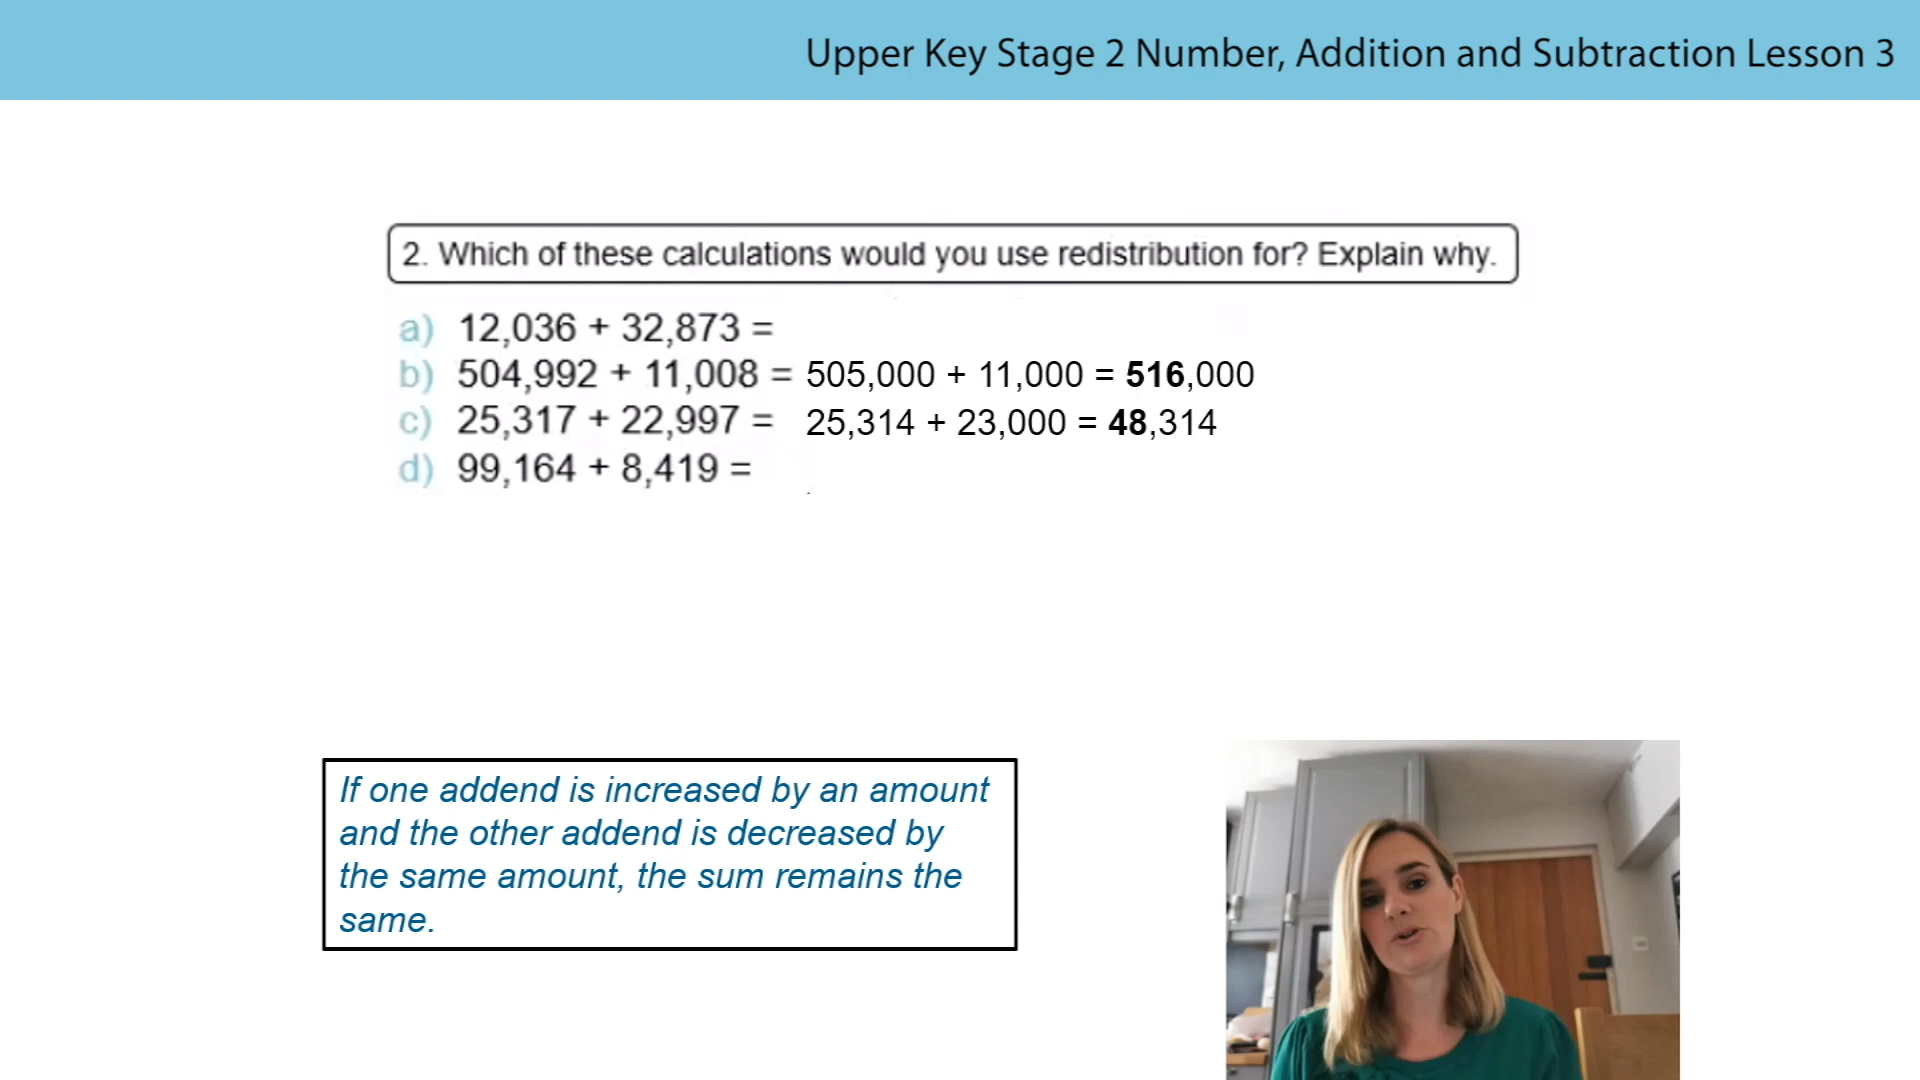 Upper Key Stage 2 Number, Addition and Subtraction Lesson 3
2. Which of these calculations would you use redistribution for? Explain why.
a) 12,036 + 32,873 =
b) 504,992 + 11,008 = 505,000 + 11,000 = 516,000
c) 25,317 + 22,997 = 25,314 + 23,000 = 48,314
d) 99,164 + 8,419 =
If one addend is increased by an amount
and the other addend is decreased by
the same amount, the sum remains the
same.